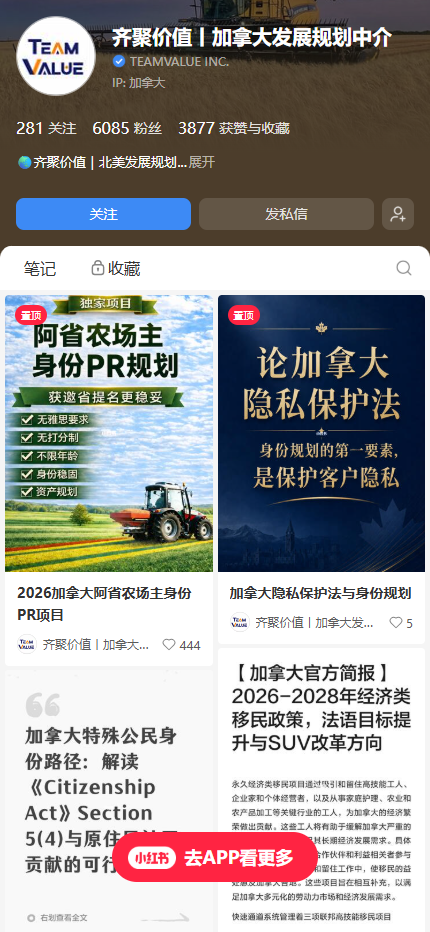 TEAM
VALUE
齐聚价值丨加拿大发展规划中介
TEAMVALUE INC.
IP: 加拿大
281 关注 6085 粉丝 3877 获赞与收藏
齐聚价值 | 北美发展规划...展开
关注
发私信
笔记
收藏
置顶
独家项目
阿省农场主
身份PR规划
获邀省提名更稳妥
无雅思要求
无打分制
不限年龄
身份稳固
资产规划
2026加拿大阿省农场主身份
PR项目
TEAM
VALUE
齐聚价值丨加拿大...
444
置顶
论加拿大
隐私保护法
身份规划的第一要素,
是保护客户隐私
加拿大隐私保护法与身份规划
TEAM
VALUE
齐聚价值丨加拿大发...
5
加拿大特殊公民身
份路径：解读
《Citizenship
Act》Section
5(4)与原住
贡献的可行
右划查看全文
【 加拿大官方简报 】
2026-2028年经济类
移民政策，法语目标提
升与SUV改革方向
永久经济类移民项目通过吸引和留住高技能工人、
企业家和个体经营者，以及从事家庭护理、农业和
农产品加工等关键行业的工人，为加拿大的经济繁
荣做出贡献。这些工人将有助于缓解加拿大严重的
其长期经济发展需求。具体
合作伙伴和利益相关者参与
和留住工作中，使移民的益
处惠及加拿大各地。这些项目旨在相互补充，以满
足加拿大多元化的劳动力市场和经济发展需求。
快速通道系统管理着三项联邦高技能移民项目
小红书 去APP看更多